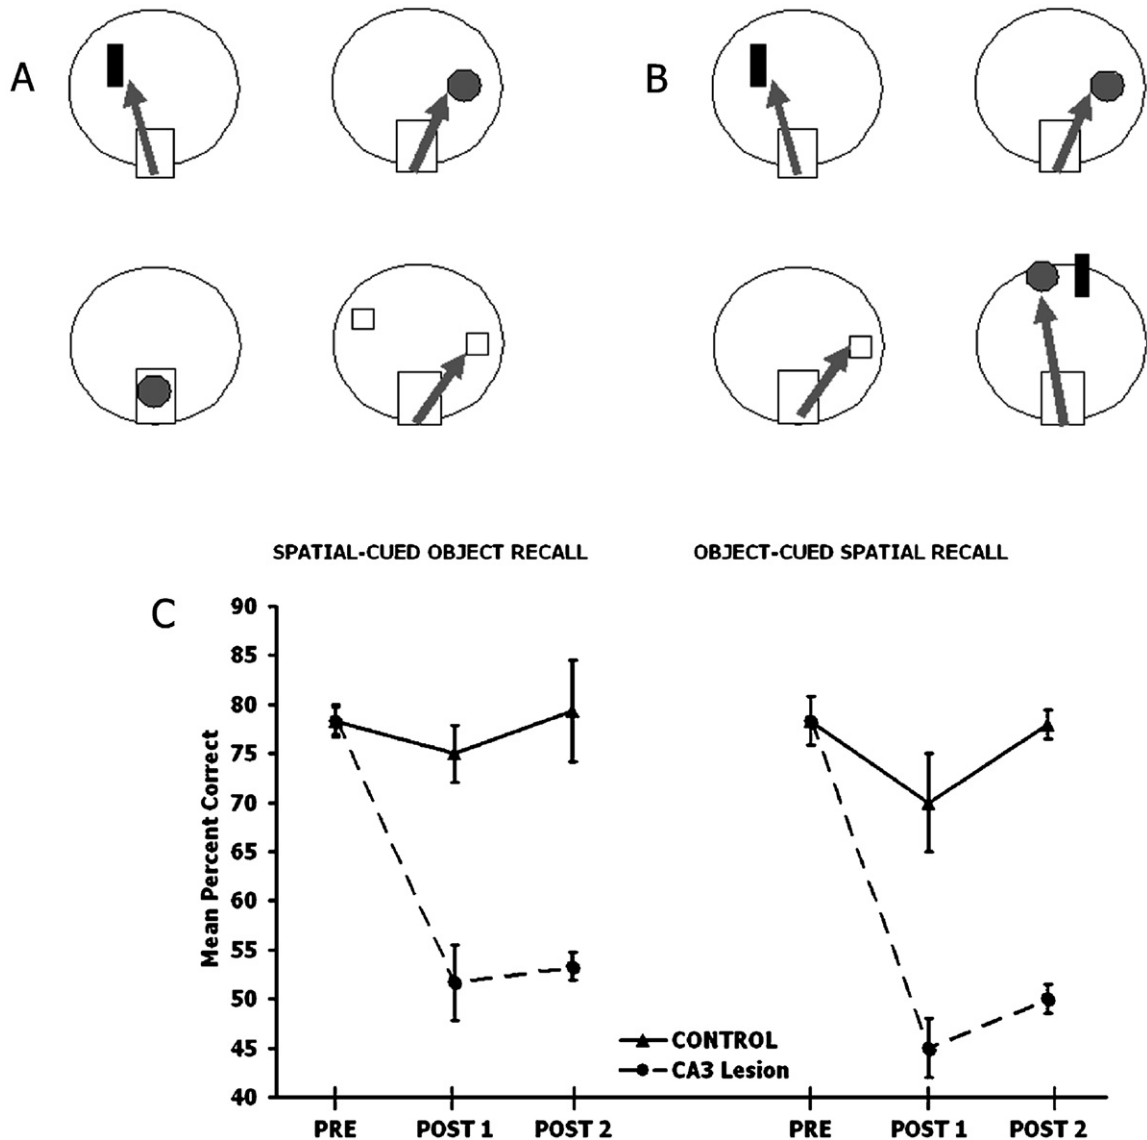 A
B
SPATIAL-CUED OBJECT RECALL
OBJECT-CUED SPATIAL RECALL
C
Mean Percent Correct
90
85
80
75
70
65
60
55
50
45
40
CONTROL
CA3 Lesion
PRE POST 1 POST 2 PRE POST 1 POST 2